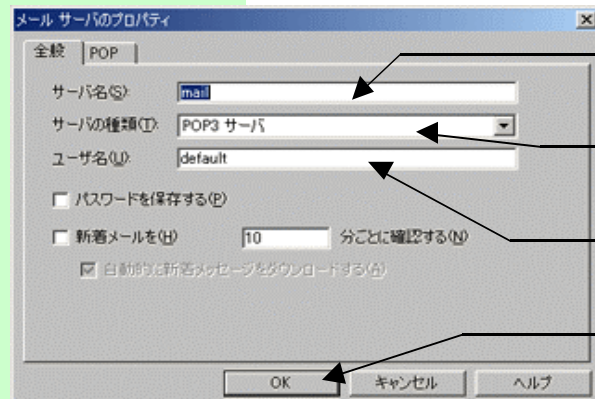 メール サーバのプロパティ
全般 POP
サーバ名(S): mail
サーバの種類(T): POP3 サーバ
ユーザ名(U): default
パスワードを保存する(P)
新着メールを(H) 10 分ごとに確認する(N)
自動的に新着メッセージをダウンロードする(A)
OK キャンセル ヘルプ